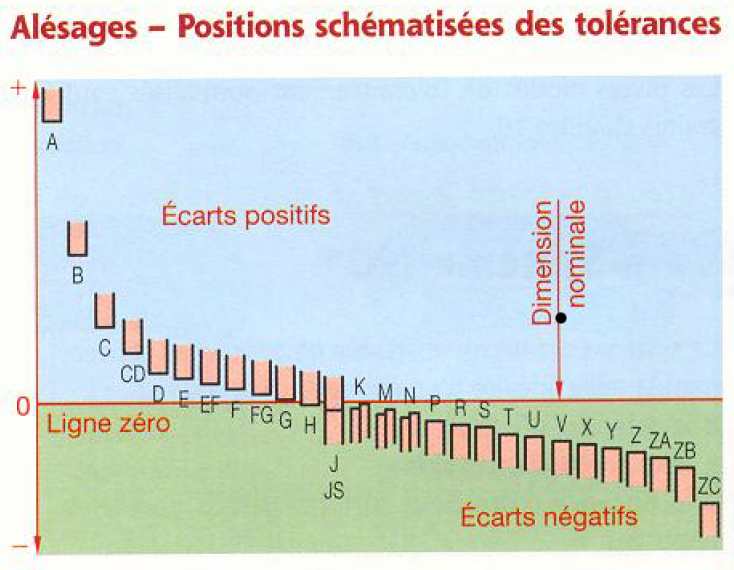 Alésages – Positions schématisées des tolérances
+
A
Écarts positifs
Dimension
nominale
B
C
CD
D
E
EF
F
FG
G
H
J
JS
K
M
N
P
R
S
T
U
V
X
Y
Z
ZA
ZB
ZC
0
Ligne zéro
Écarts négatifs
–